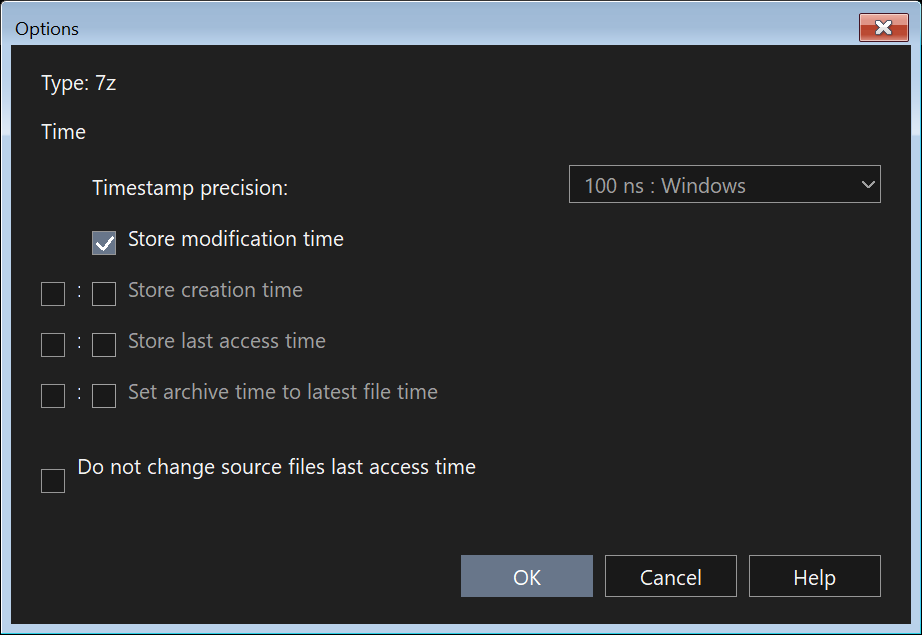 Options
Type: 7z
Time
Timestamp precision: 100 ns : Windows
Store modification time
: Store creation time
: Store last access time
: Set archive time to latest file time
Do not change source files last access time
OK Cancel Help